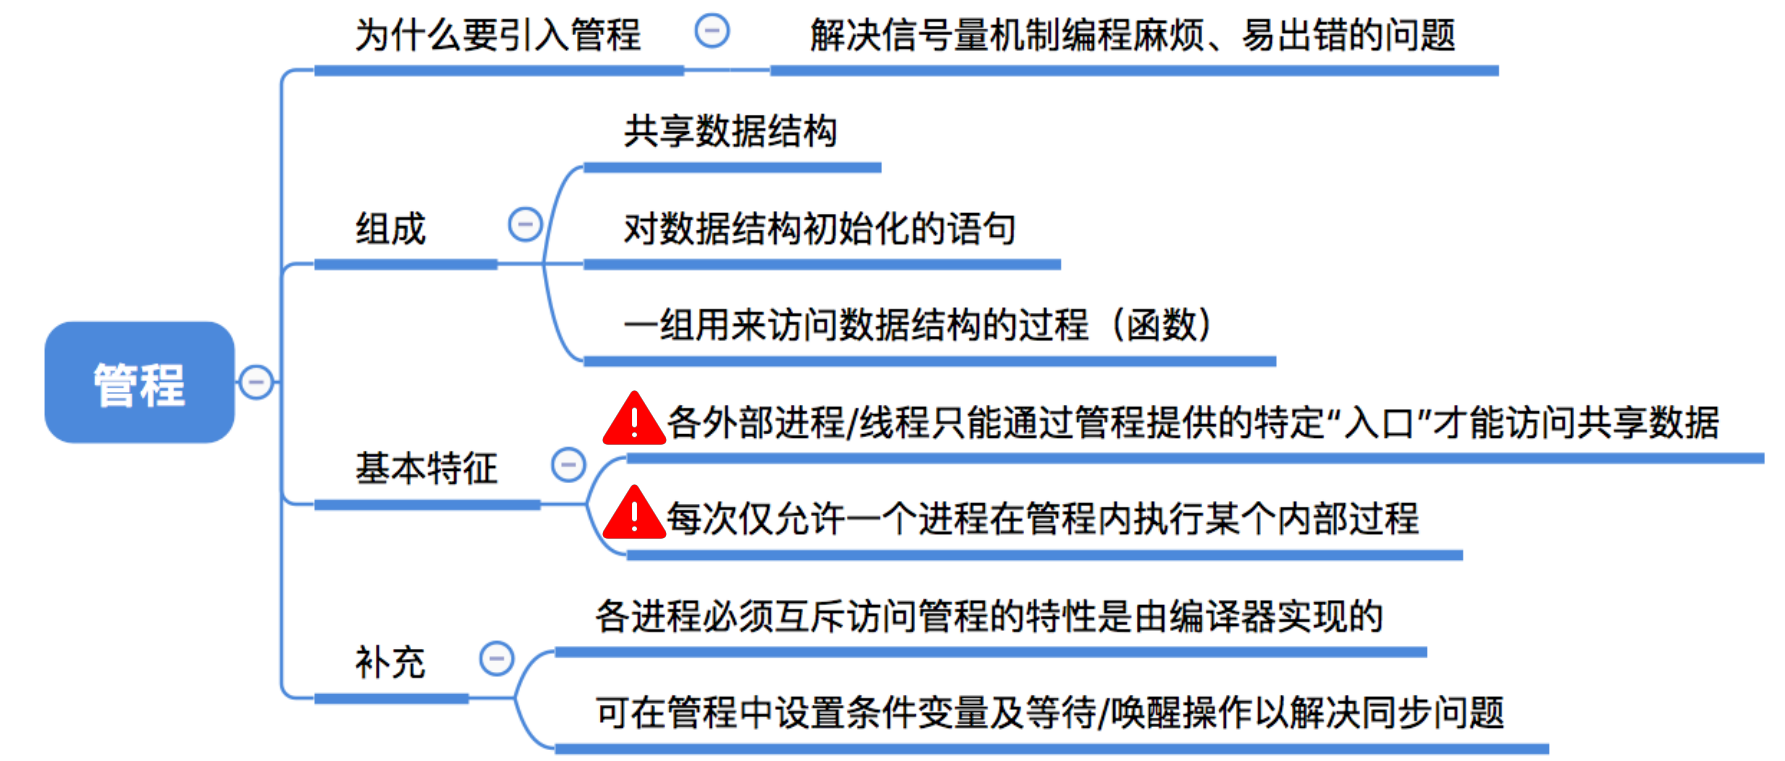 管程
为什么要引入管程
解决信号量机制编程麻烦、易出错的问题
组成
共享数据结构
对数据结构初始化的语句
一组用来访问数据结构的过程（函数）
基本特征
各外部进程/线程只能通过管程提供的特定“入口”才能访问共享数据
每次仅允许一个进程在管程内执行某个内部过程
补充
各进程必须互斥访问管程的特性是由编译器实现的
可在管程中设置条件变量及等待/唤醒操作以解决同步问题